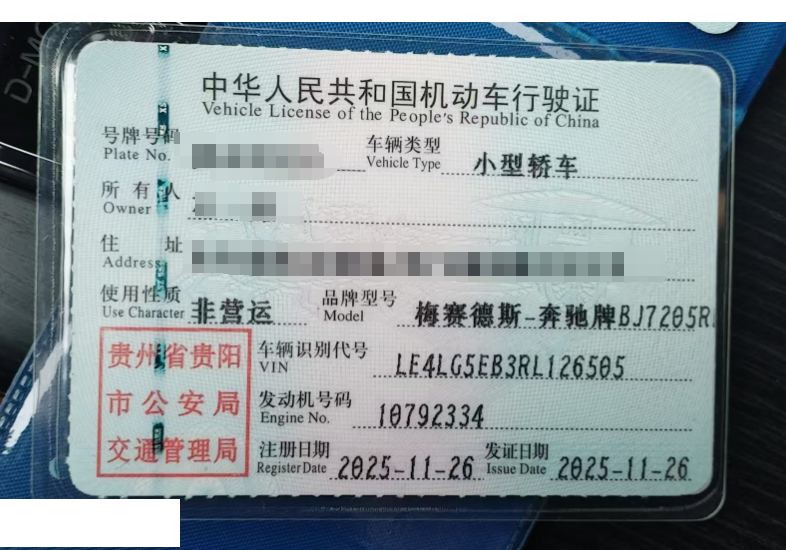 中华人民共和国机动车行驶证
Vehicle License of the People's Republic of China
号牌号码 车辆类型 小型轿车
Plate No. Vehicle Type
所有人
Owner
住址
Address
使用性质 非营运 品牌型号 梅赛德斯-奔驰牌BJ7205R
Use Character Model
贵州省贵阳
市公安局
交通管理局
车辆识别代号 LE4LG5EB3RL126505
VIN
发动机号码 10792334
Engine No.
注册日期 2025-11-26 发证日期 2025-11-26
Register Date Issue Date